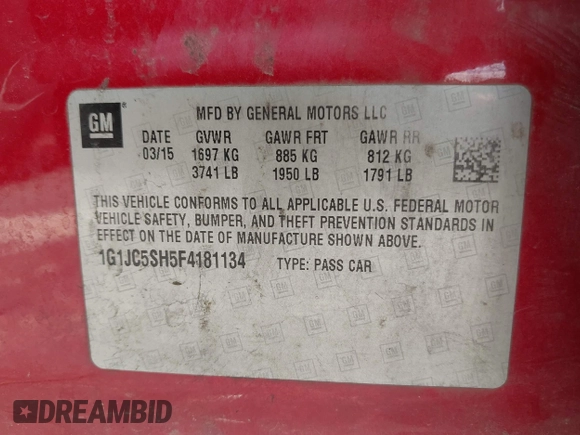 GM
MFD BY GENERAL MOTORS LLC
DATE GVWR GAWR FRT GAWR RR
03/15 1697 KG 885 KG 812 KG
3741 LB 1950 LB 1791 LB
THIS VEHICLE CONFORMS TO ALL APPLICABLE U.S. FEDERAL MOTOR
VEHICLE SAFETY, BUMPER, AND THEFT PREVENTION STANDARDS IN
EFFECT ON THE DATE OF MANUFACTURE SHOWN ABOVE.
1G1JC5SH5F4181134 TYPE: PASS CAR
DREAMBID